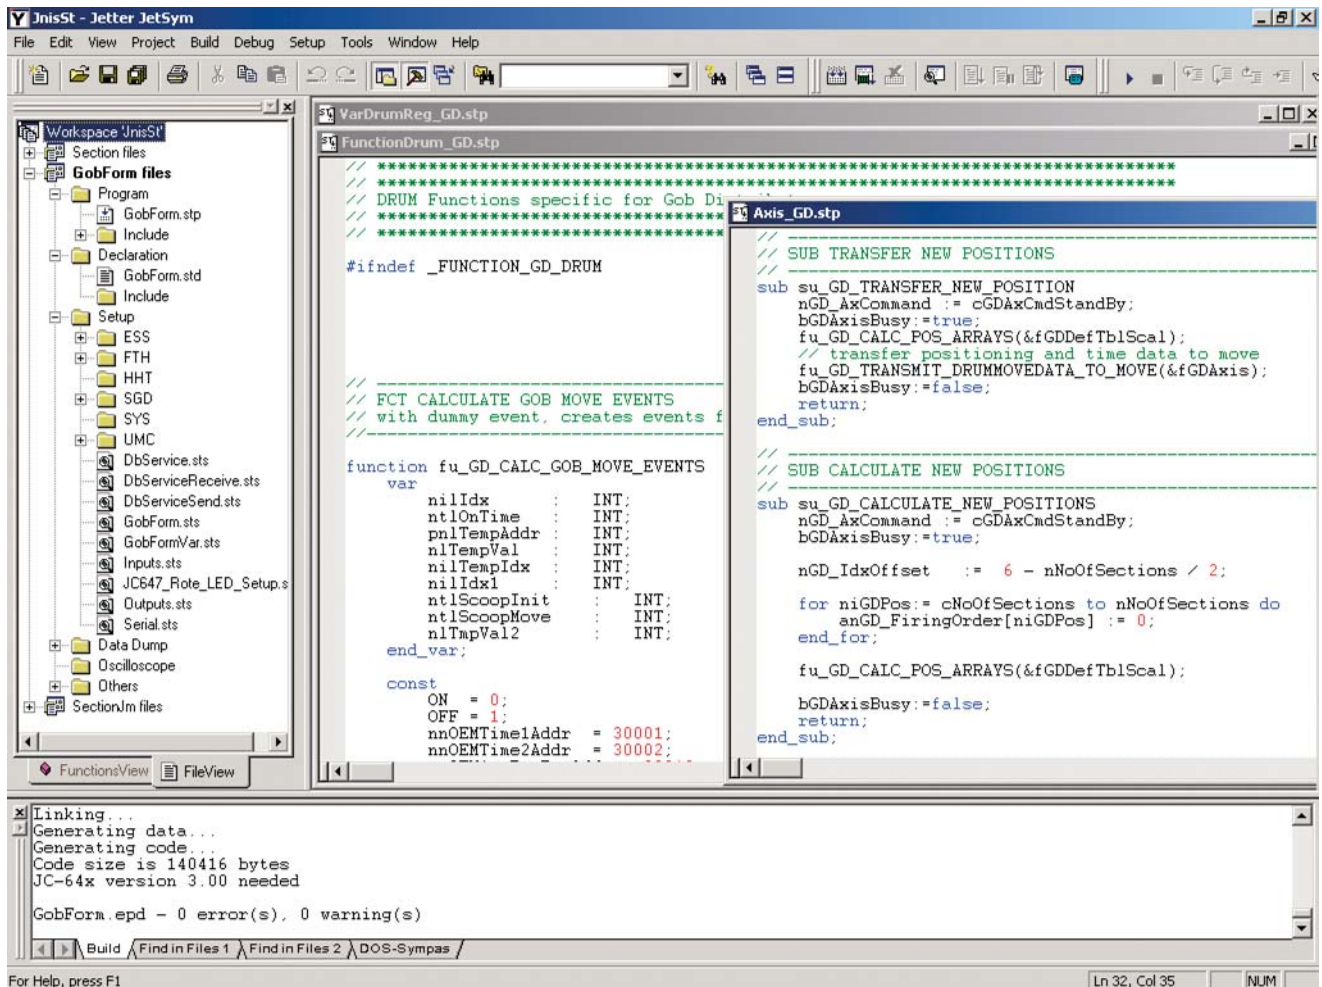 JnisSt - Jetter JetSym
File Edit View Project Build Debug Setup Tools Window Help
Workspace 'JnisSt'
Section files
GobForm files
Program
GobForm.stp
Include
Declaration
GobForm.std
Include
Setup
ESS
FTH
HHT
SGD
SYS
UMC
DbService.sts
DbServiceReceive.sts
DbServiceSend.sts
GobForm.sts
GobFormVar.sts
Inputs.sts
JC647_Rote_LED_Setup.s
Outputs.sts
Serial.sts
Data Dump
Oscilloscope
Others
SectionJm files
FunctionsView FileView
VarDrumReg_GD.stp
FunctionDrum_GD.stp
// ******************************************************************************
// ******************************************************************************
// DRUM Functions specific for Gob Di
// **********************************
// **********************************
#ifndef _FUNCTION_GD_DRUM
// ----------------------------------
// FCT CALCULATE GOB MOVE EVENTS
// with dummy event, creates events f
//-----------------------------------
function fu_GD_CALC_GOB_MOVE_EVENTS
var
nilIdx : INT;
ntlOnTime : INT;
pnlTempAddr : INT;
nlTempVal : INT;
nilTempIdx : INT;
nilIdx1 : INT;
ntlScoopInit : INT;
ntlScoopMove : INT;
nlTmpVal2 : INT;
end_var;
const
ON = 0;
OFF = 1;
nnOEMTime1Addr = 30001;
nnOEMTime2Addr = 30002;
Axis_GD.stp
// ----------------------------------------------------
// SUB TRANSFER NEW POSITIONS
// ----------------------------------------------------
sub su_GD_TRANSFER_NEW_POSITION
nGD_AxCommand := cGDAxCmdStandBy;
bGDAxisBusy:=true;
fu_GD_CALC_POS_ARRAYS(&fGDDefTblScal);
// transfer positioning and time data to move
fu_GD_TRANSMIT_DRUMMOVEDATA_TO_MOVE(&fGDAxis);
bGDAxisBusy:=false;
return;
end_sub;
// ----------------------------------------------------
// SUB CALCULATE NEW POSITIONS
// ----------------------------------------------------
sub su_GD_CALCULATE_NEW_POSITIONS
nGD_AxCommand := cGDAxCmdStandBy;
bGDAxisBusy:=true;
nGD_IdxOffset := 6 - nNoOfSections / 2;
for niGDPos:= cNoOfSections to nNoOfSections do
anGD_FiringOrder[niGDPos] := 0;
end_for;
fu_GD_CALC_POS_ARRAYS(&fGDDefTblScal);
bGDAxisBusy:=false;
return;
end_sub;
Linking...
Generating data...
Generating code...
Code size is 140416 bytes
JC-64x version 3.00 needed
GobForm.epd - 0 error(s), 0 warning(s)
Build Find in Files 1 Find in Files 2 DOS-Sympas
For Help, press F1 Ln 32, Col 35 NUM